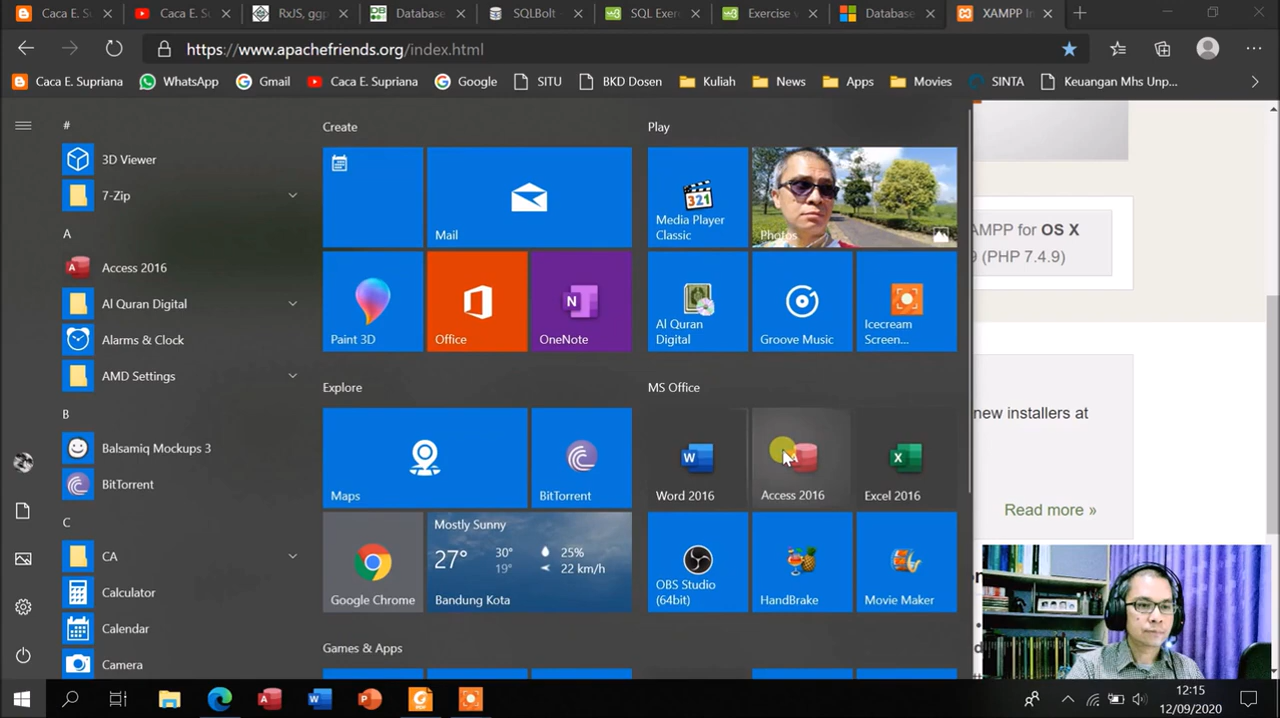 Caca E. S
Caca E. S
RxJS, ggp
Database
SQLBolt -
SQL Exer
Exercise v
Database
XAMPP In
https://www.apachefriends.org/index.html
Caca E. Supriana
WhatsApp
Gmail
Caca E. Supriana
Google
SITU
BKD Dosen
Kuliah
News
Apps
Movies
SINTA
Keuangan Mhs Unp...
#
3D Viewer
7-Zip
A
Access 2016
Al Quran Digital
Alarms & Clock
AMD Settings
B
Balsamiq Mockups 3
BitTorrent
C
CA
Calculator
Calendar
Camera
Create
Mail
Paint 3D
Office
OneNote
Explore
Maps
BitTorrent
Google Chrome
Mostly Sunny
27° 30° 25%
19° 22 km/h
Bandung Kota
Games & Apps
Play
321
Media Player
Classic
Photos
Al Quran
Digital
Groove Music
Icecream
Screen...
MS Office
Word 2016
Access 2016
Excel 2016
OBS Studio
(64bit)
HandBrake
Movie Maker
AMPP for OS X
9 (PHP 7.4.9)
new installers at
Read more »
12:15
12/09/2020